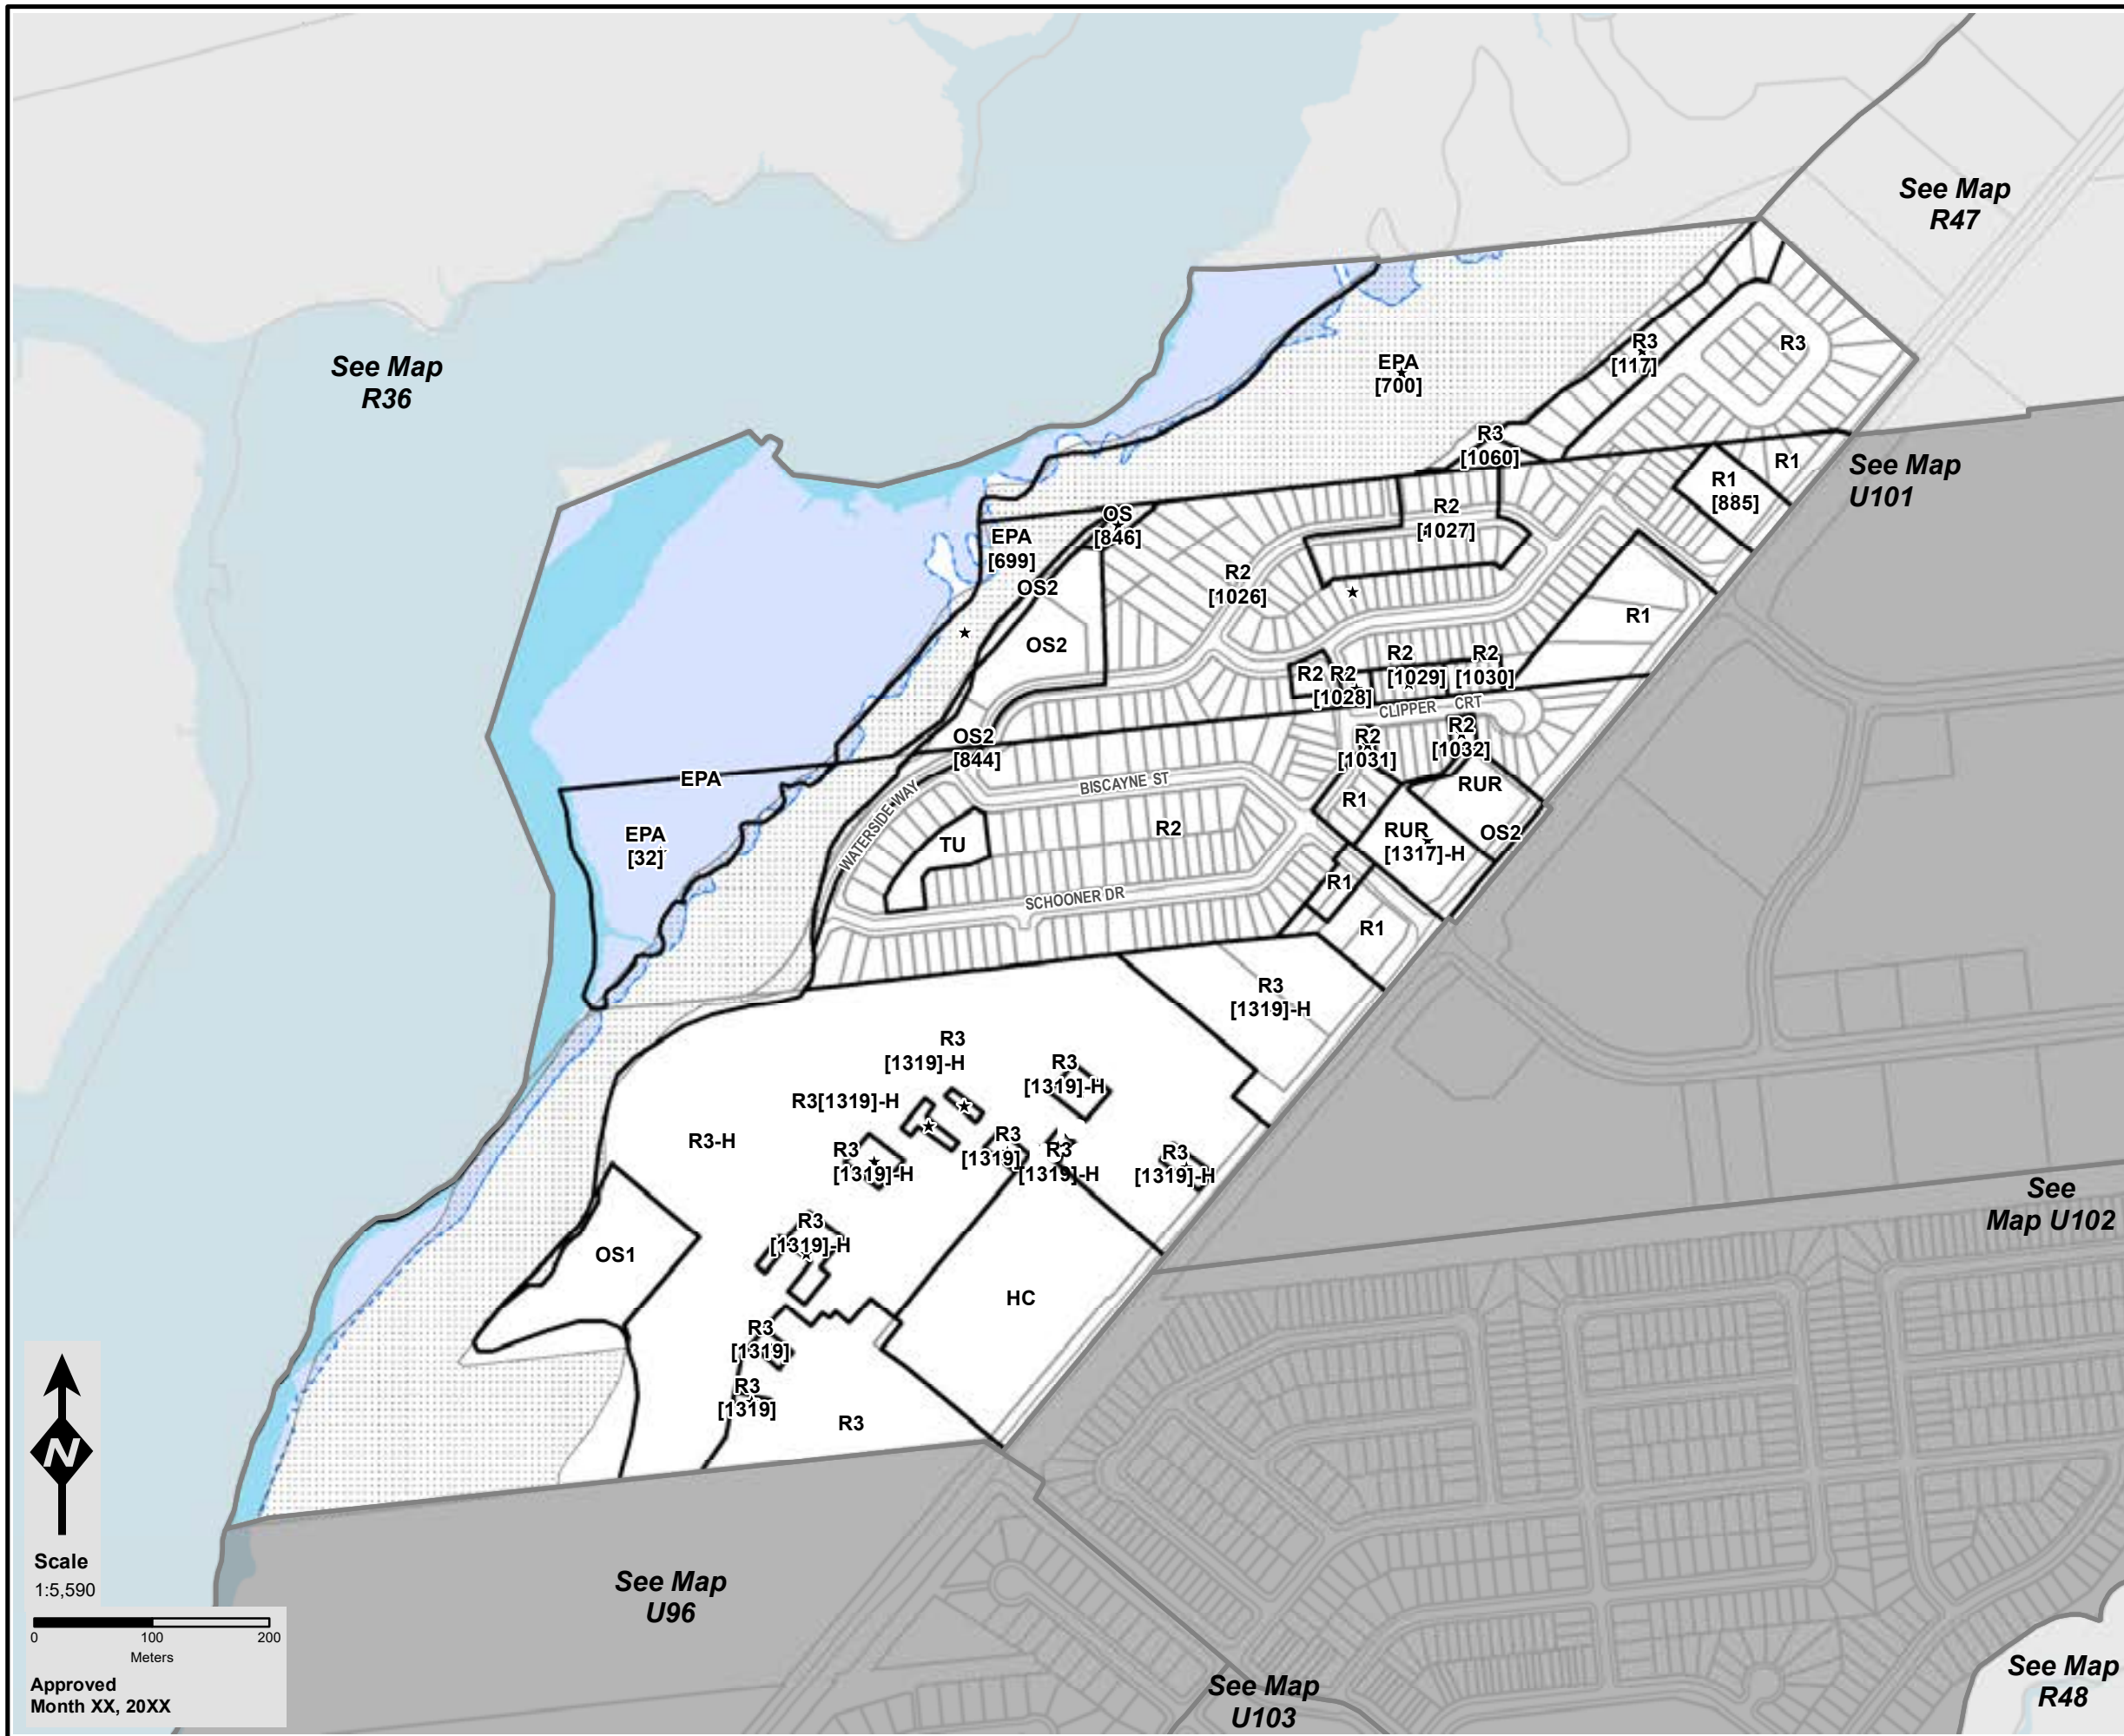 See Map
R47
See Map
R36
R3
[117]
R3
EPA
[700]
R3
[1060]
R1
See Map
U101
R1
[885]
R2
[1027]
OS
[846]
EPA
[699]
R2
[1026]
OS2
R1
OS2
R2
[1029]
R2
[1030]
R2
R2
[1028]
CLIPPER CRT
R2
[1032]
OS2
[844]
R2
[1031]
EPA
BISCAYNE ST
RUR
R1
WATERSIDE WAY
R2
EPA
[32]
RUR
[1317]-H
OS2
TU
R1
SCHOONER DR
R1
R3
[1319]-H
R3
[1319]-H
R3
[1319]-H
R3[1319]-H
R3-H
R3
[1319]-H
R3
[1319]
R3
[1319]-H
R3
[1319]-H
See
Map U102
R3
[1319]-H
OS1
HC
R3
[1319]
R3
[1319]
R3
N
Scale
1:5,590
0 100 200
Meters
Approved
Month XX, 20XX
See Map
U96
See Map
U103
See Map
R48